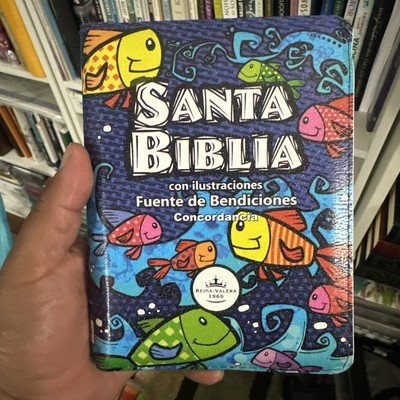 SANTA
BIBLIA
con ilustraciones
Fuente de Bendiciones
Concordancia
REINA-VALERA
1960